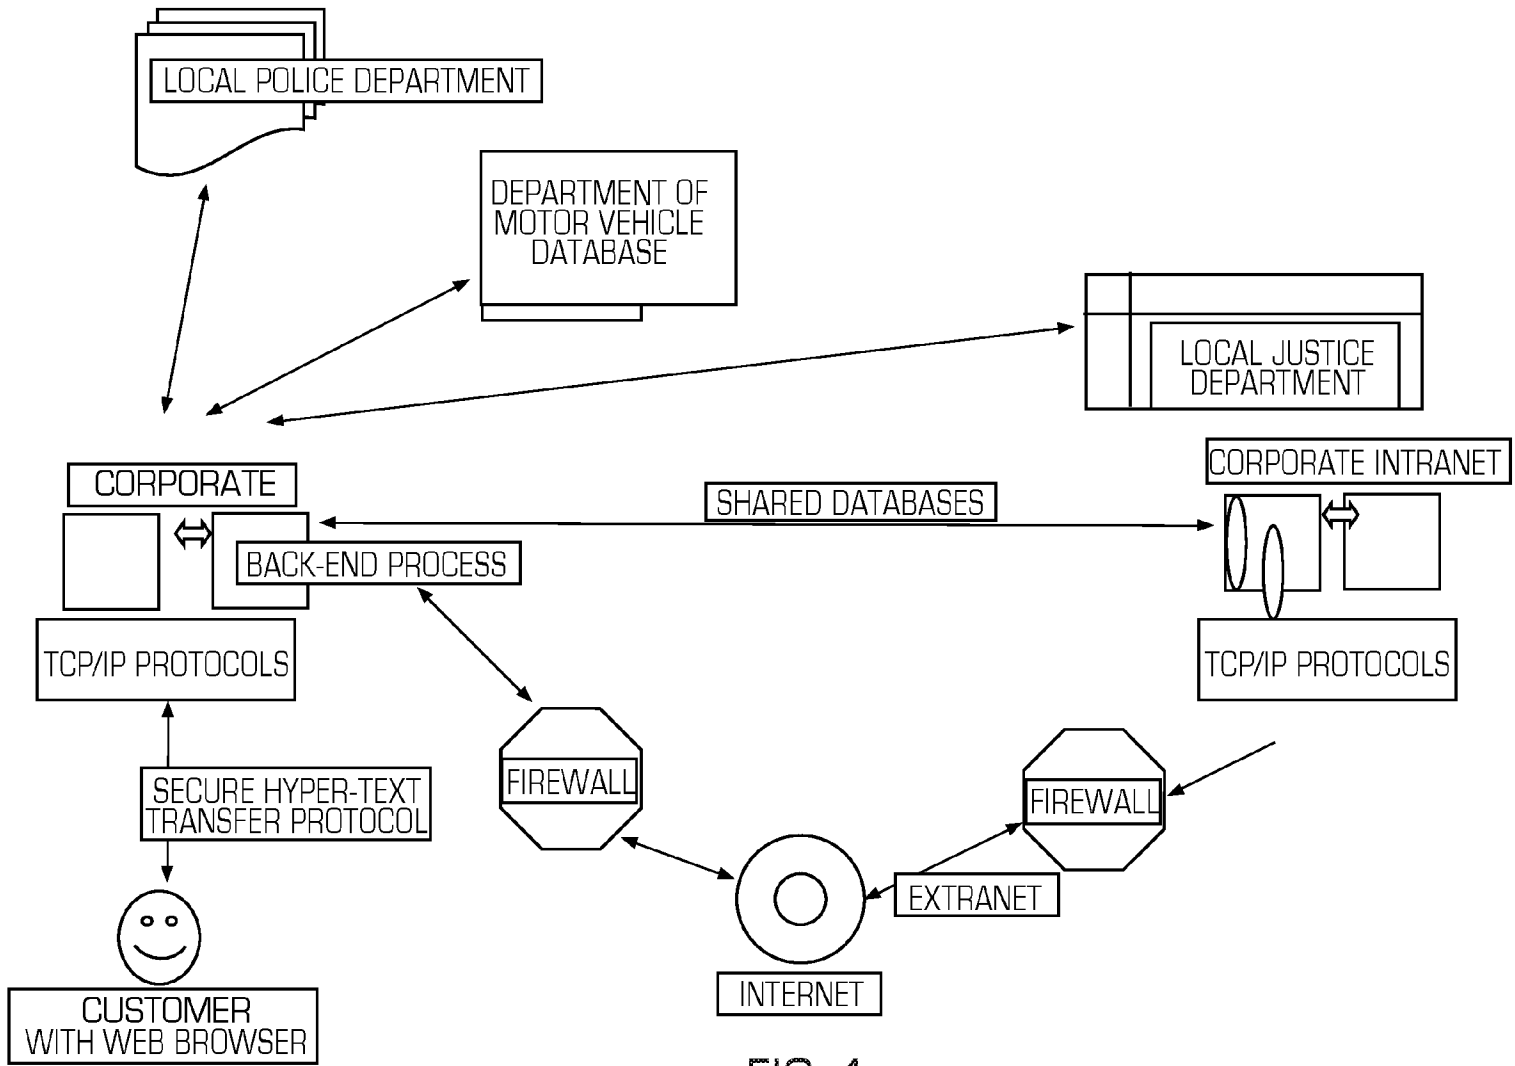 LOCAL POLICE DEPARTMENT
DEPARTMENT OF
MOTOR VEHICLE
DATABASE
LOCAL JUSTICE
DEPARTMENT
CORPORATE
CORPORATE INTRANET
SHARED DATABASES
BACK-END PROCESS
TCP/IP PROTOCOLS
TCP/IP PROTOCOLS
FIREWALL
FIREWALL
SECURE HYPER-TEXT
TRANSFER PROTOCOL
EXTRANET
INTERNET
CUSTOMER
WITH WEB BROWSER